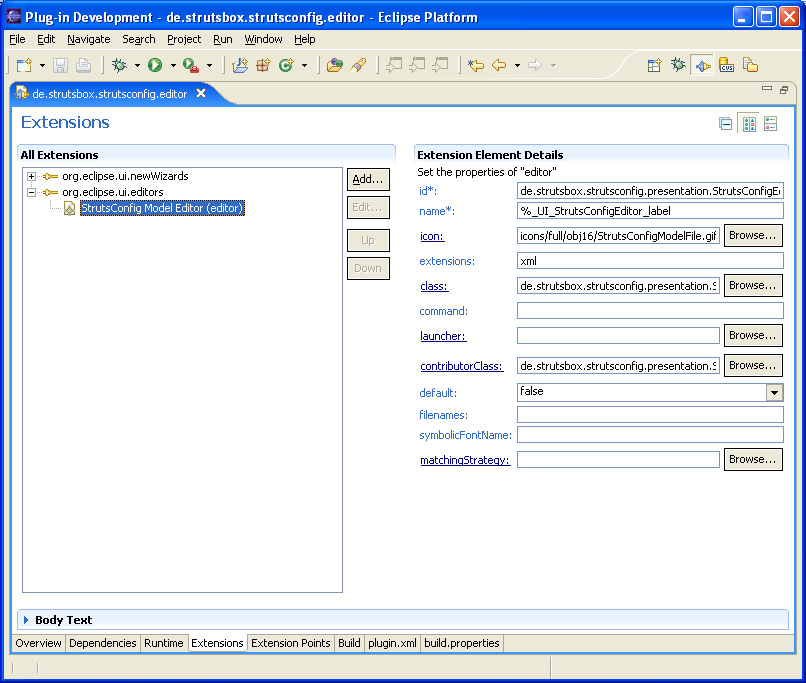 Plug-in Development - de.strutsbox.strutsconfig.editor - Eclipse Platform
File Edit Navigate Search Project Run Window Help
de.strutsbox.strutsconfig.editor
Extensions
All Extensions
org.eclipse.ui.newWizards
org.eclipse.ui.editors
StrutsConfig Model Editor (editor)
Add...
Edit...
Up
Down
Extension Element Details
Set the properties of "editor"
id*: de.strutsbox.strutsconfig.presentation.StrutsConfigE
name*: %_UI_StrutsConfigEditor_label
icon: icons/full/obj16/StrutsConfigModelFile.gif Browse...
extensions: xml
class: de.strutsbox.strutsconfig.presentation.S Browse...
command:
launcher: Browse...
contributorClass: de.strutsbox.strutsconfig.presentation.S Browse...
default: false
filenames:
symbolicFontName:
matchingStrategy: Browse...
Body Text
Overview Dependencies Runtime Extensions Extension Points Build plugin.xml build.properties